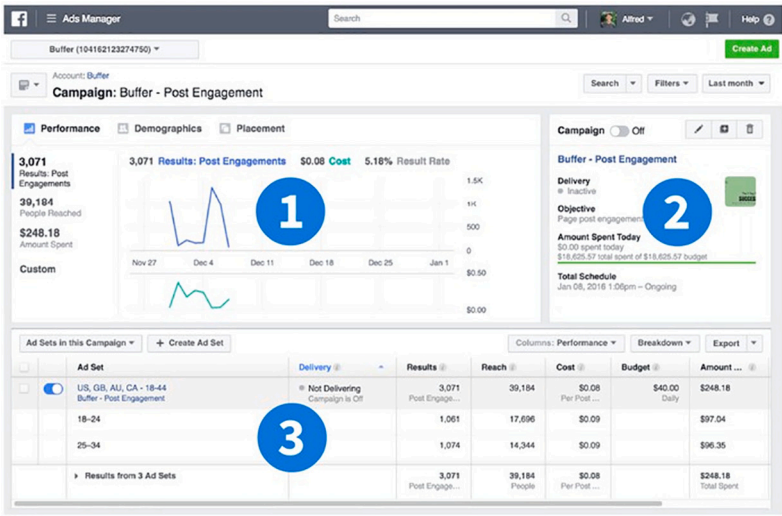 f Ads Manager Search Alfred Help
Buffer (104162123274750) Create Ad
Account: Buffer
Campaign: Buffer - Post Engagement Search Filters Last month
Performance Demographics Placement
3,071
Results: Post
Engagements
39,184
People Reached
$248.18
Amount Spent
Custom
3,071 Results: Post Engagements $0.08 Cost 5.18% Result Rate
1.5K
1K
500
0
Nov 27 Dec 4 Dec 11 Dec 18 Dec 25 Jan 1
$0.50
$0.00
1
Campaign Off
Buffer - Post Engagement
Delivery
Inactive
Objective
Page post engagement
Amount Spent Today
$0.00 spent today
$18,625.57 total spent of $18,625.57 budget
Total Schedule
Jan 08, 2016 1:06pm – Ongoing
2
Ad Sets in this Campaign + Create Ad Set Columns: Performance Breakdown Export
Ad Set Delivery Results Reach Cost Budget Amount ...
US, GB, AU, CA - 18-44 Not Delivering 3,071 39,184 $0.08 $40.00 $248.18
Buffer - Post Engagement Campaign is Off Post Engage... Per Post ... Daily
18–24 1,061 17,696 $0.09 $97.04
25–34 1,074 14,344 $0.09 $96.35
3
Results from 3 Ad Sets 3,071 39,184 $0.08 $248.18
Post Engage... People Per Post ... Total Spent